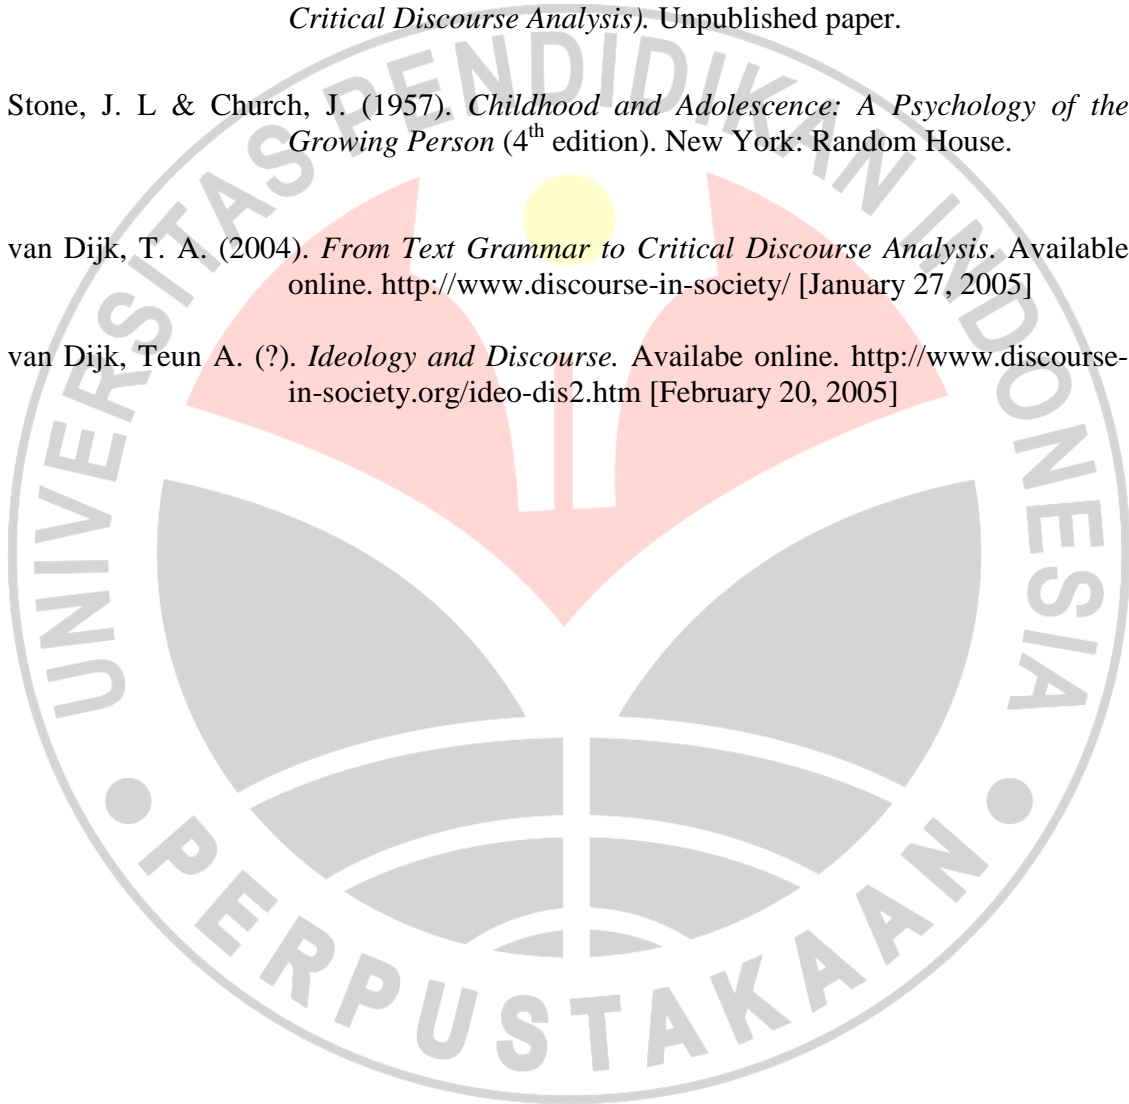 Critical Discourse Analysis). Unpublished paper.
Stone, J. L & Church, J. (1957). Childhood and Adolescence: A Psychology of the
Growing Person (4th edition). New York: Random House.
van Dijk, T. A. (2004). From Text Grammar to Critical Discourse Analysis. Available
online. http://www.discourse-in-society/ [January 27, 2005]
van Dijk, Teun A. (?). Ideology and Discourse. Availabe online. http://www.discourse-
in-society.org/ideo-dis2.htm [February 20, 2005]
UNIVERSITAS PENDIDIKAN INDONESIA
PERPUSTAKAAN